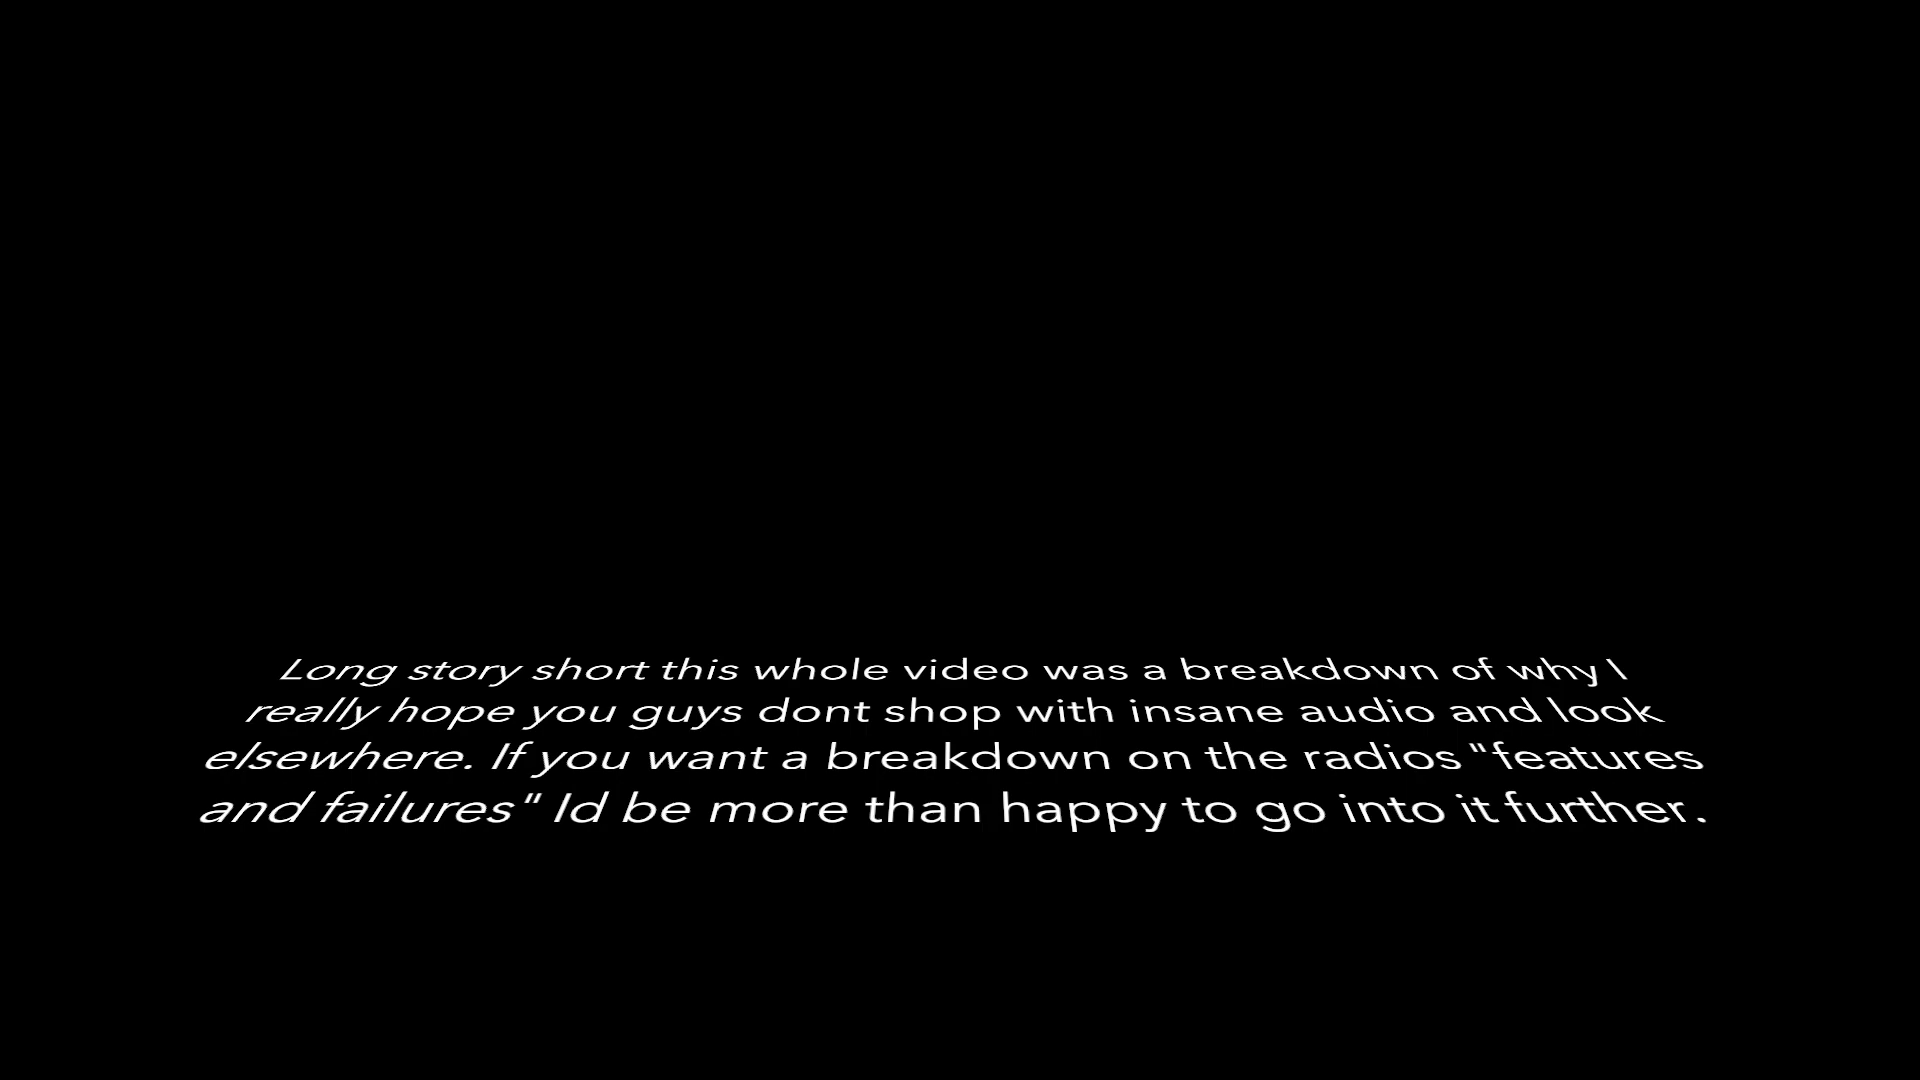 Long story short this whole video was a breakdown of why I
really hope you guys dont shop with insane audio and look
elsewhere. If you want a breakdown on the radios "features
and failures" Id be more than happy to go into it further.